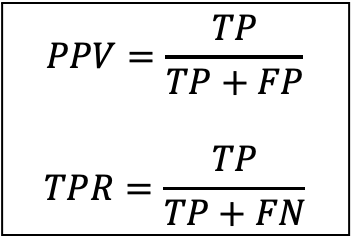 PPV = TP / TP + FP
TPR = TP / TP + FN